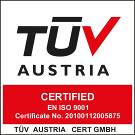 TÜV
AUSTRIA
CERTIFIED
EN ISO 9001
Certificate No. 20100112005875
TÜV AUSTRIA CERT GMBH